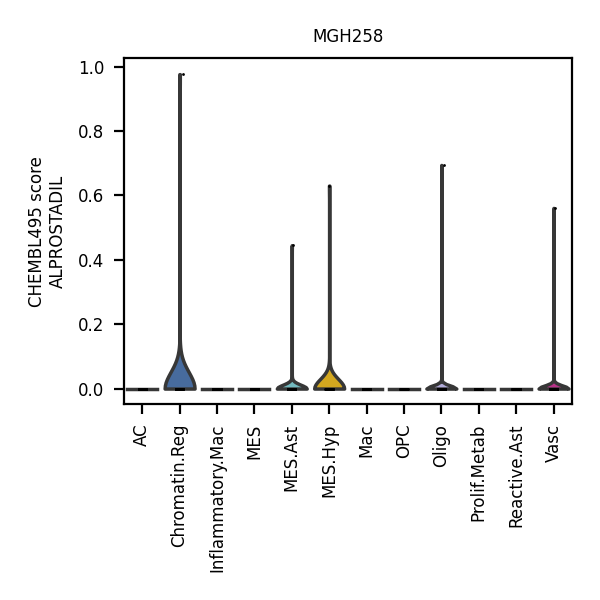 MGH258
CHEMBL495 score
ALPROSTADIL
1.0
0.8
0.6
0.4
0.2
0.0
AC
Chromatin.Reg
Inflammatory.Mac
MES
MES.Ast
MES.Hyp
Mac
OPC
Oligo
Prolif.Metab
Reactive.Ast
Vasc